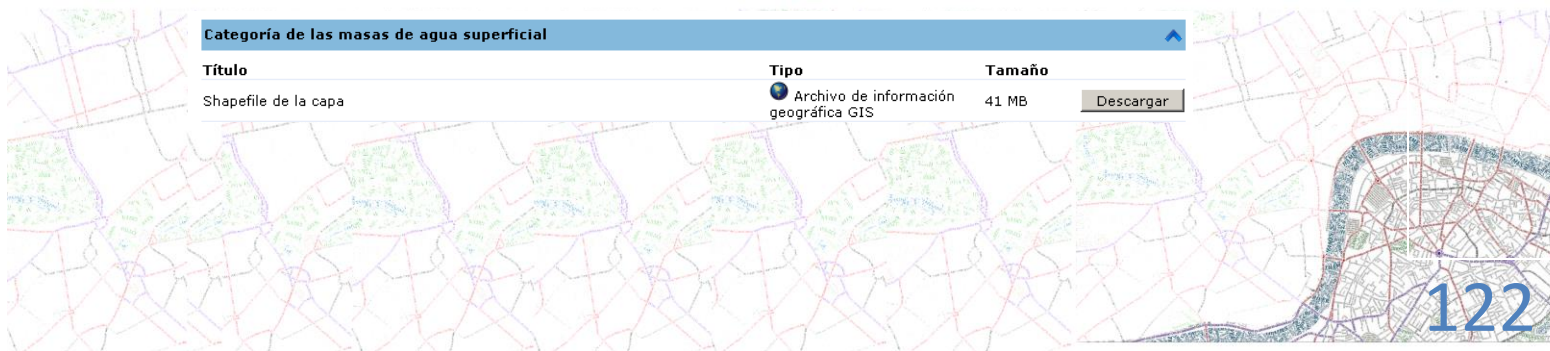 Categoría de las masas de agua superficial
Título Tipo Tamaño
Shapefile de la capa Archivo de información geográfica GIS 41 MB Descargar
122